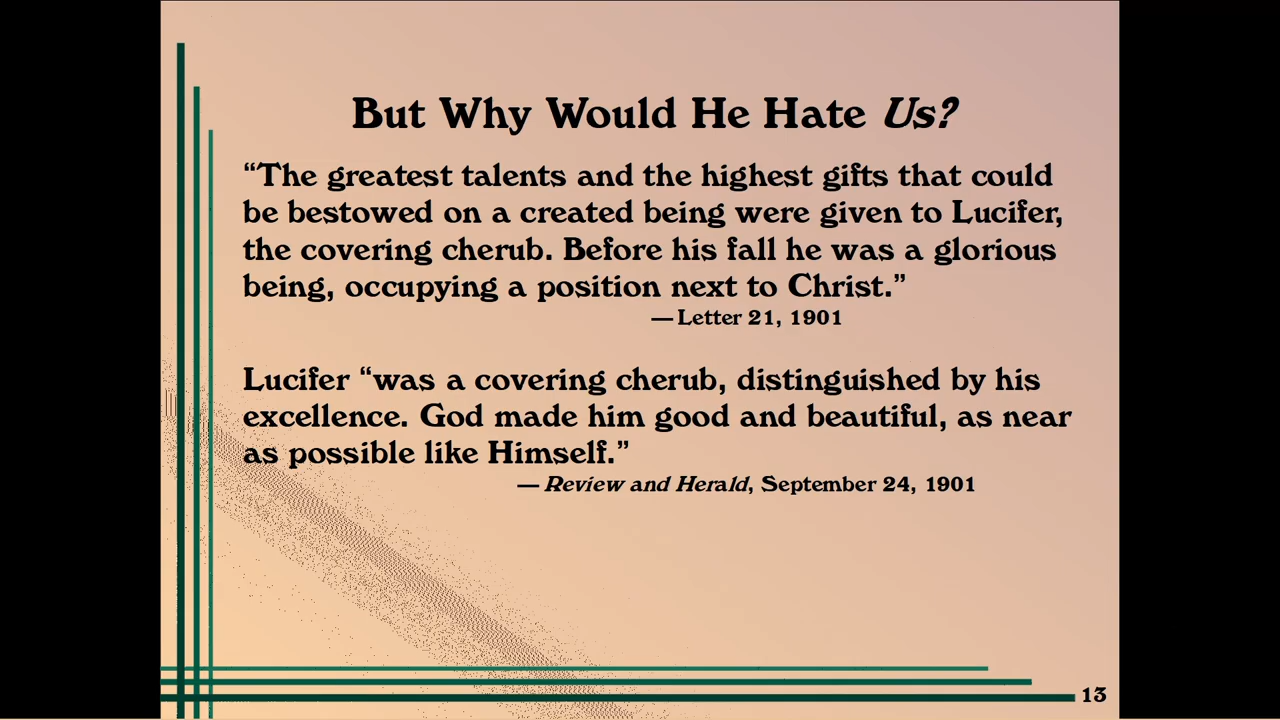 But Why Would He Hate Us?
“The greatest talents and the highest gifts that could
be bestowed on a created being were given to Lucifer,
the covering cherub. Before his fall he was a glorious
being, occupying a position next to Christ.”
—Letter 21, 1901
Lucifer “was a covering cherub, distinguished by his
excellence. God made him good and beautiful, as near
as possible like Himself.”
—Review and Herald, September 24, 1901
13